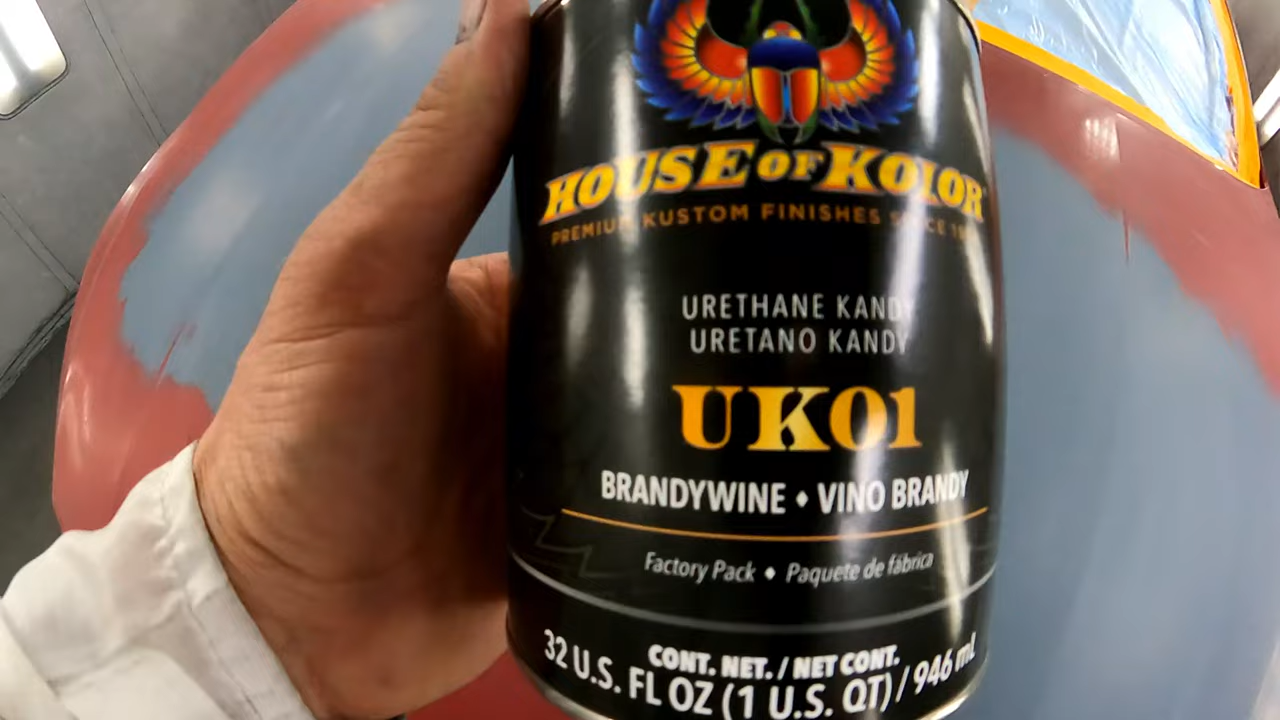 HOUSE OF KOLOR
PREMIUM KUSTOM FINISHES SINCE
URETHANE KANDY
URETANO KANDY
UK01
BRANDYWINE • VINO BRANDY
Factory Pack • Paquete de fábrica
CONT. NET. / NET CONT.
32 U.S. FL OZ (1 U.S. QT) / 946 mL